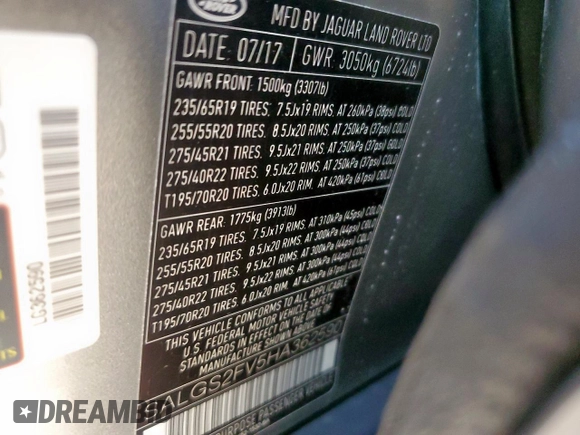 ROVER
MFD BY JAGUAR LAND ROVER LTD
DATE: 07/17 GWR: 3050kg (6724lb)
GAWR FRONT: 1500kg (3307lb)
235/65R19 TIRES. 7.5Jx19 RIMS. AT 260kPa (38psi) COLD
255/55R20 TIRES. 8.5Jx20 RIMS. AT 250kPa (37psi) COLD
275/45R21 TIRES. 9.5Jx21 RIMS. AT 250kPa (37psi) COLD
275/40R22 TIRES. 9.5Jx22 RIMS. AT 250kPa (37psi) COLD
T195/70R20 TIRES. 6.0Jx20 RIM. AT 420kPa (61psi) COLD
GAWR REAR: 1775kg (3913lb)
235/65R19 TIRES. 7.5Jx19 RIMS. AT 310kPa (45psi) COLD
255/55R20 TIRES. 8.5Jx20 RIMS. AT 300kPa (44psi) COLD
275/45R21 TIRES. 9.5Jx21 RIMS. AT 300kPa (44psi) COLD
275/40R22 TIRES. 9.5Jx22 RIMS. AT 300kPa (44psi) COLD
T195/70R20 TIRES. 6.0Jx20 RIM. AT 420kPa (61psi) COLD
THIS VEHICLE CONFORMS TO ALL APPLICABLE
U.S FEDERAL MOTOR VEHICLE SAFETY
STANDARDS IN EFFECT ON THE DATE OF
MANUFACTURE SHOWN ABOVE
ALGS2FV5HA362590
PASSENGER
LG362590
DREAMBID